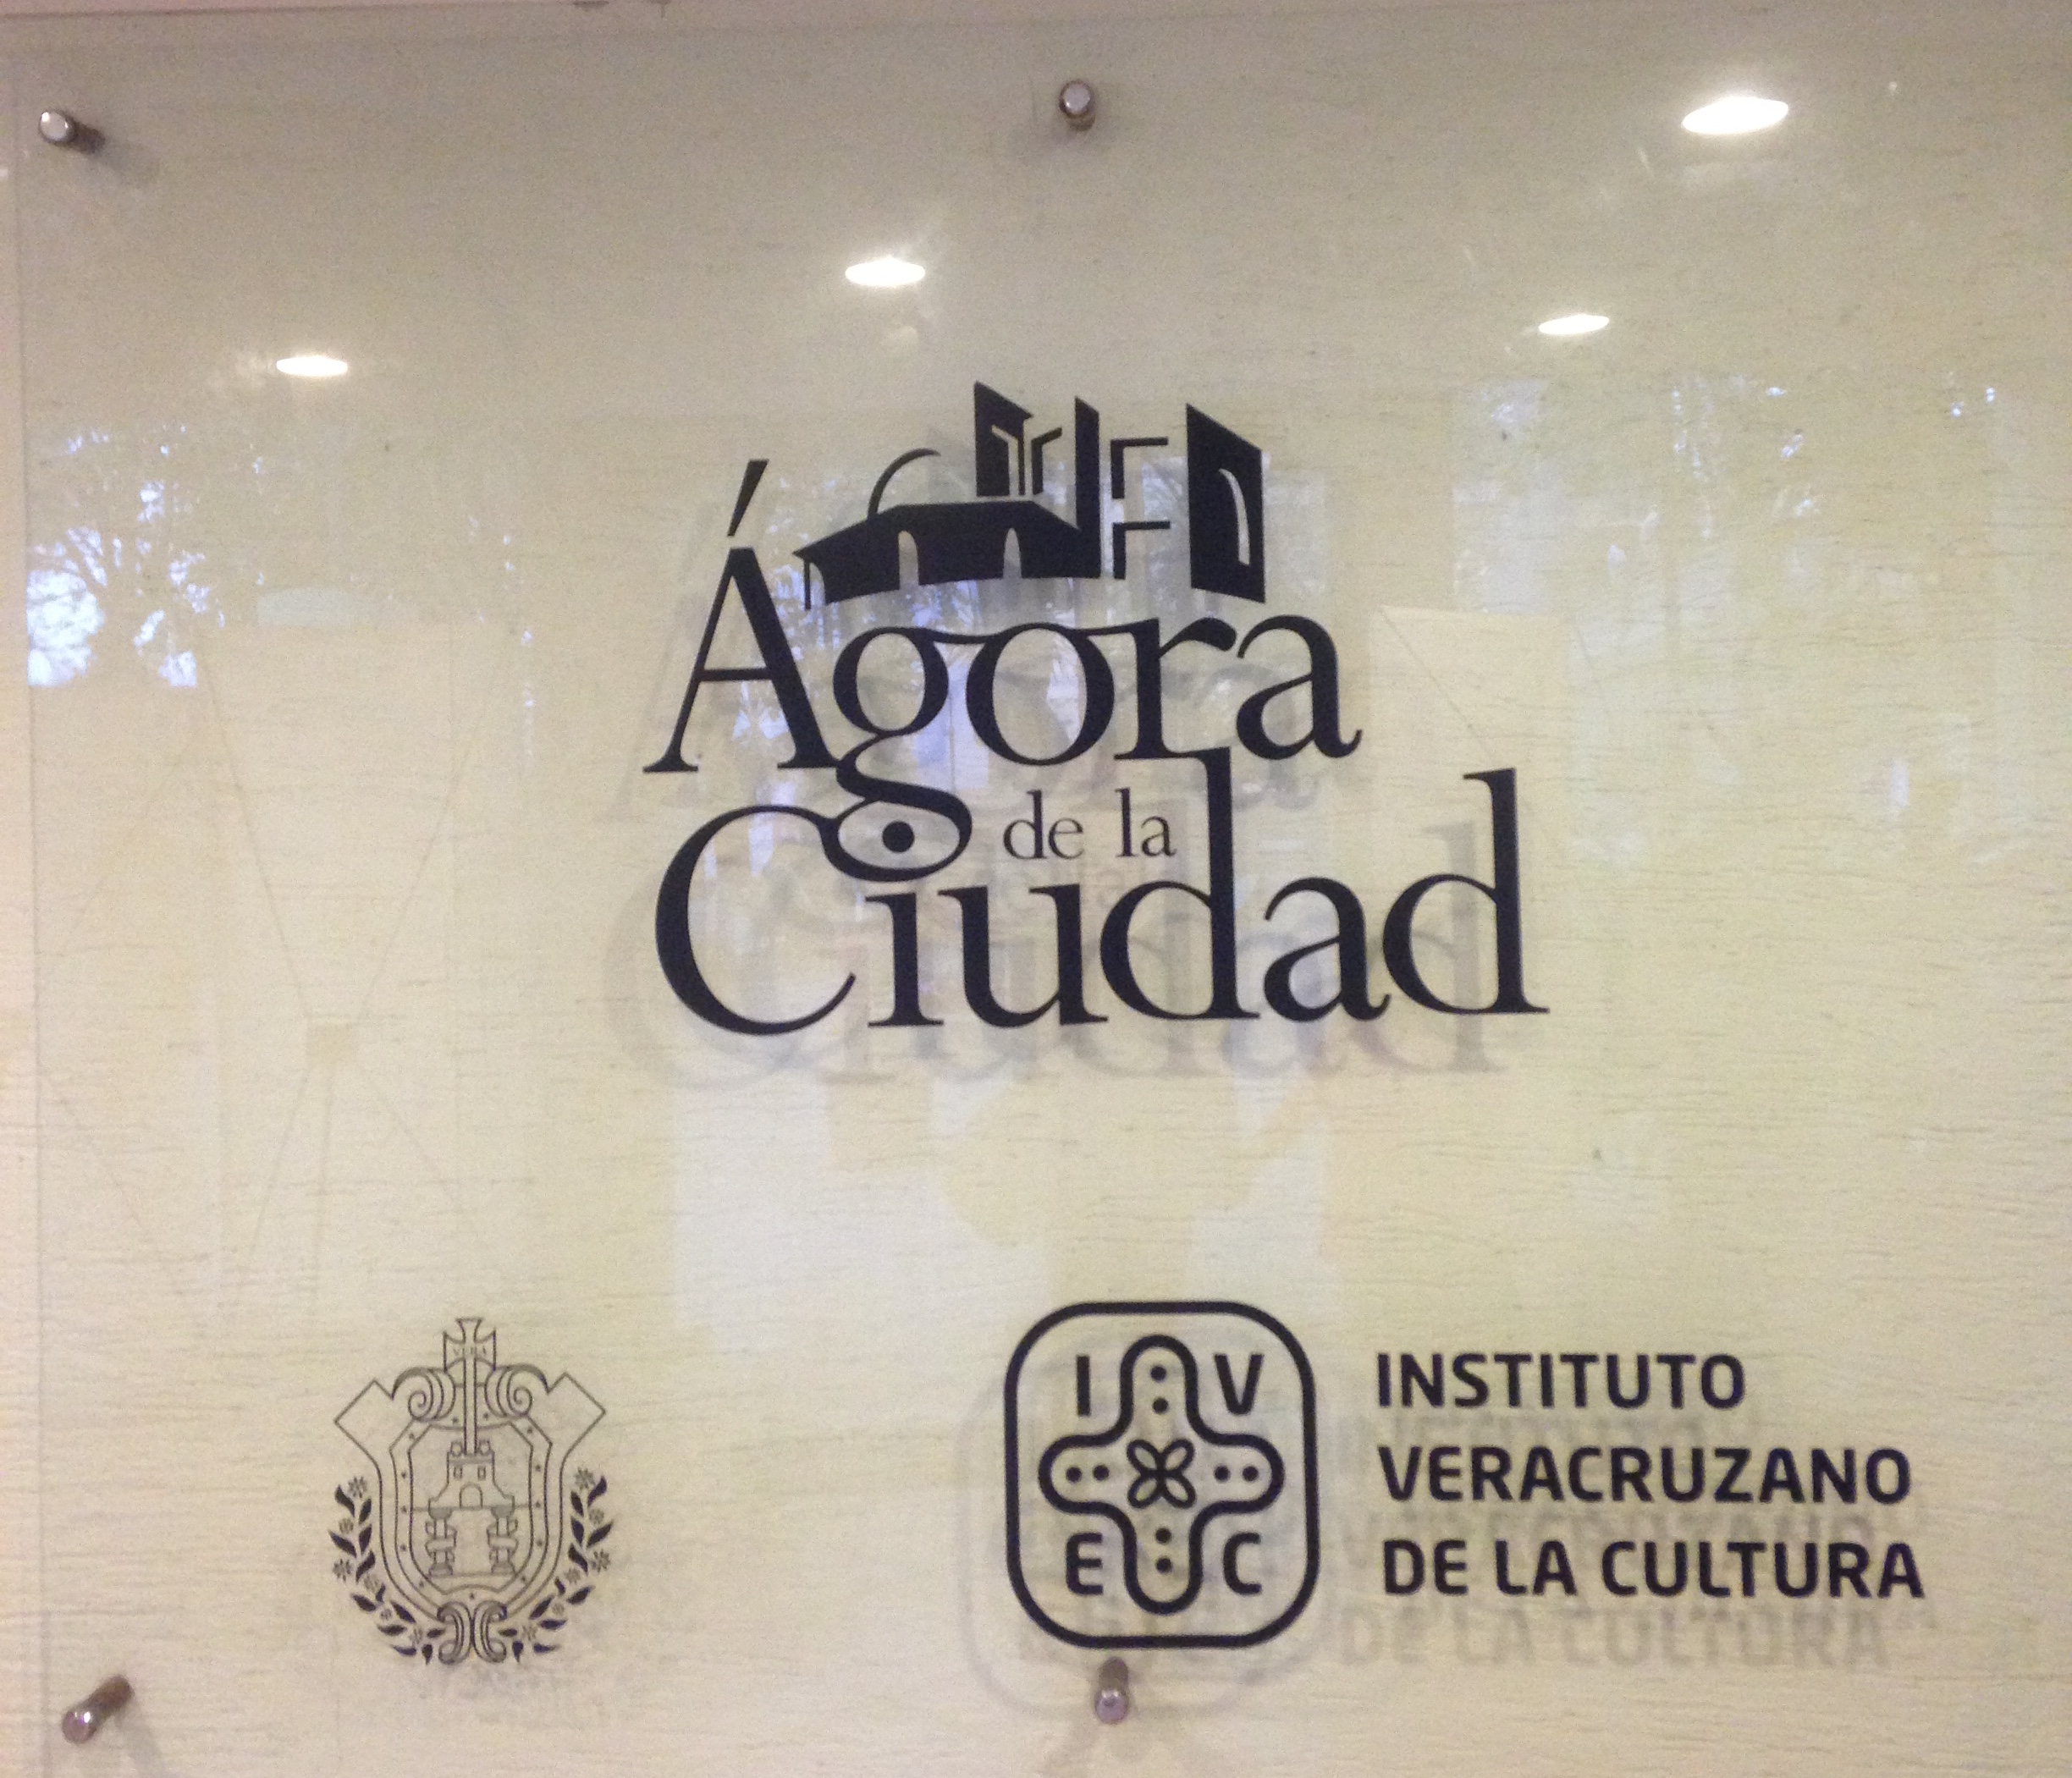 Ágora
de la
Ciudad
I V
E C
INSTITUTO
VERACRUZANO
DE LA CULTURA